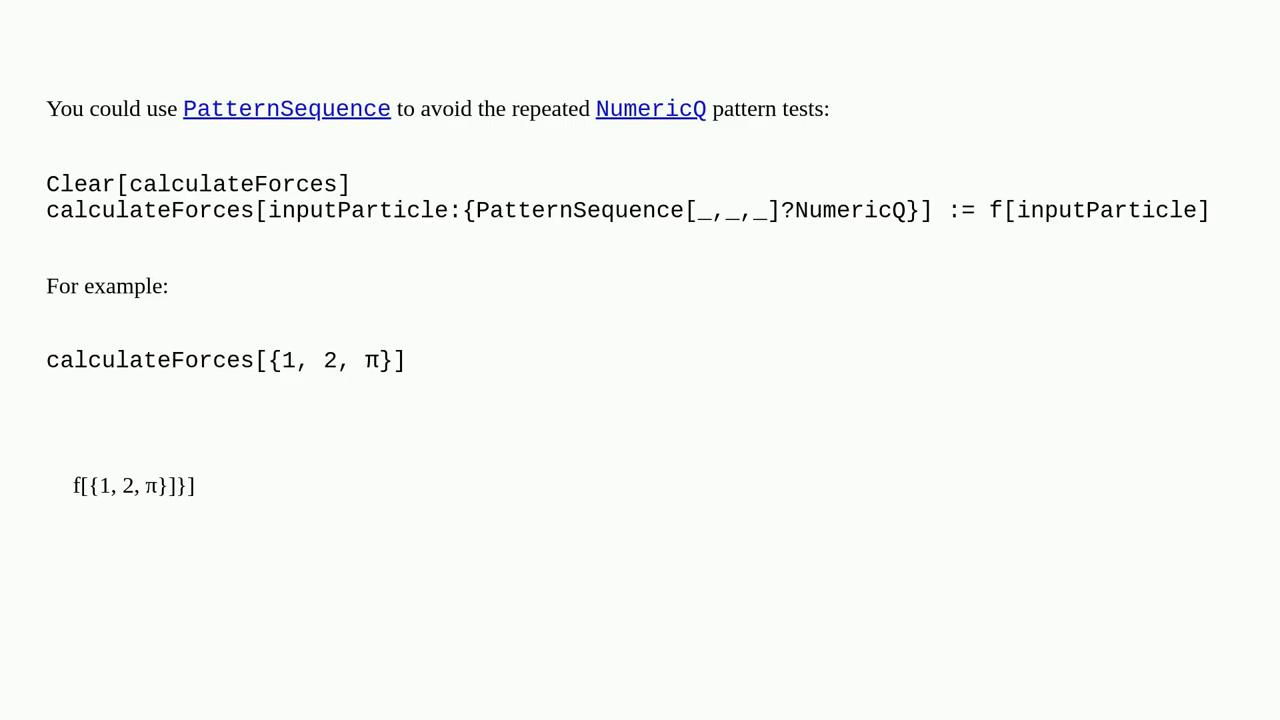 You could use PatternSequence to avoid the repeated NumericQ pattern tests:
Clear[calculateForces]
calculateForces[inputParticle:{PatternSequence[_,_,_]?NumericQ}] := f[inputParticle]
For example:
calculateForces[{1, 2, π}]
f[{1, 2, π}]}]